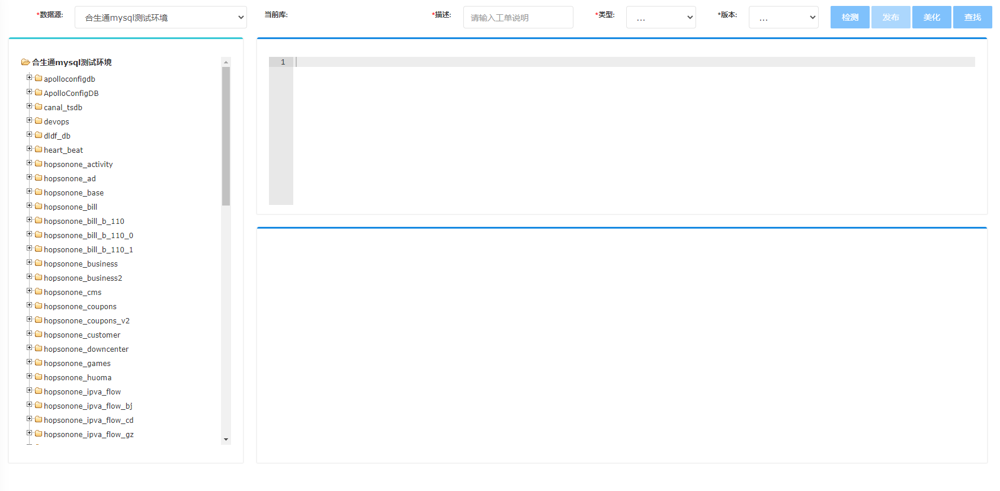 *数据源: 合生通mysql测试环境 当前库: *描述: 请输入工单说明 *类型: ... *版本: ... 检测 发布 美化 查找
合生通mysql测试环境
1
apolloconfigdb
ApolloConfigDB
canal_tsdb
devops
dldf_db
heart_beat
hopsonone_activity
hopsonone_ad
hopsonone_base
hopsonone_bill
hopsonone_bill_b_110
hopsonone_bill_b_110_0
hopsonone_bill_b_110_1
hopsonone_business
hopsonone_business2
hopsonone_cms
hopsonone_coupons
hopsonone_coupons_v2
hopsonone_customer
hopsonone_downcenter
hopsonone_games
hopsonone_huoma
hopsonone_ipva_flow
hopsonone_ipva_flow_bj
hopsonone_ipva_flow_cd
hopsonone_ipva_flow_gz